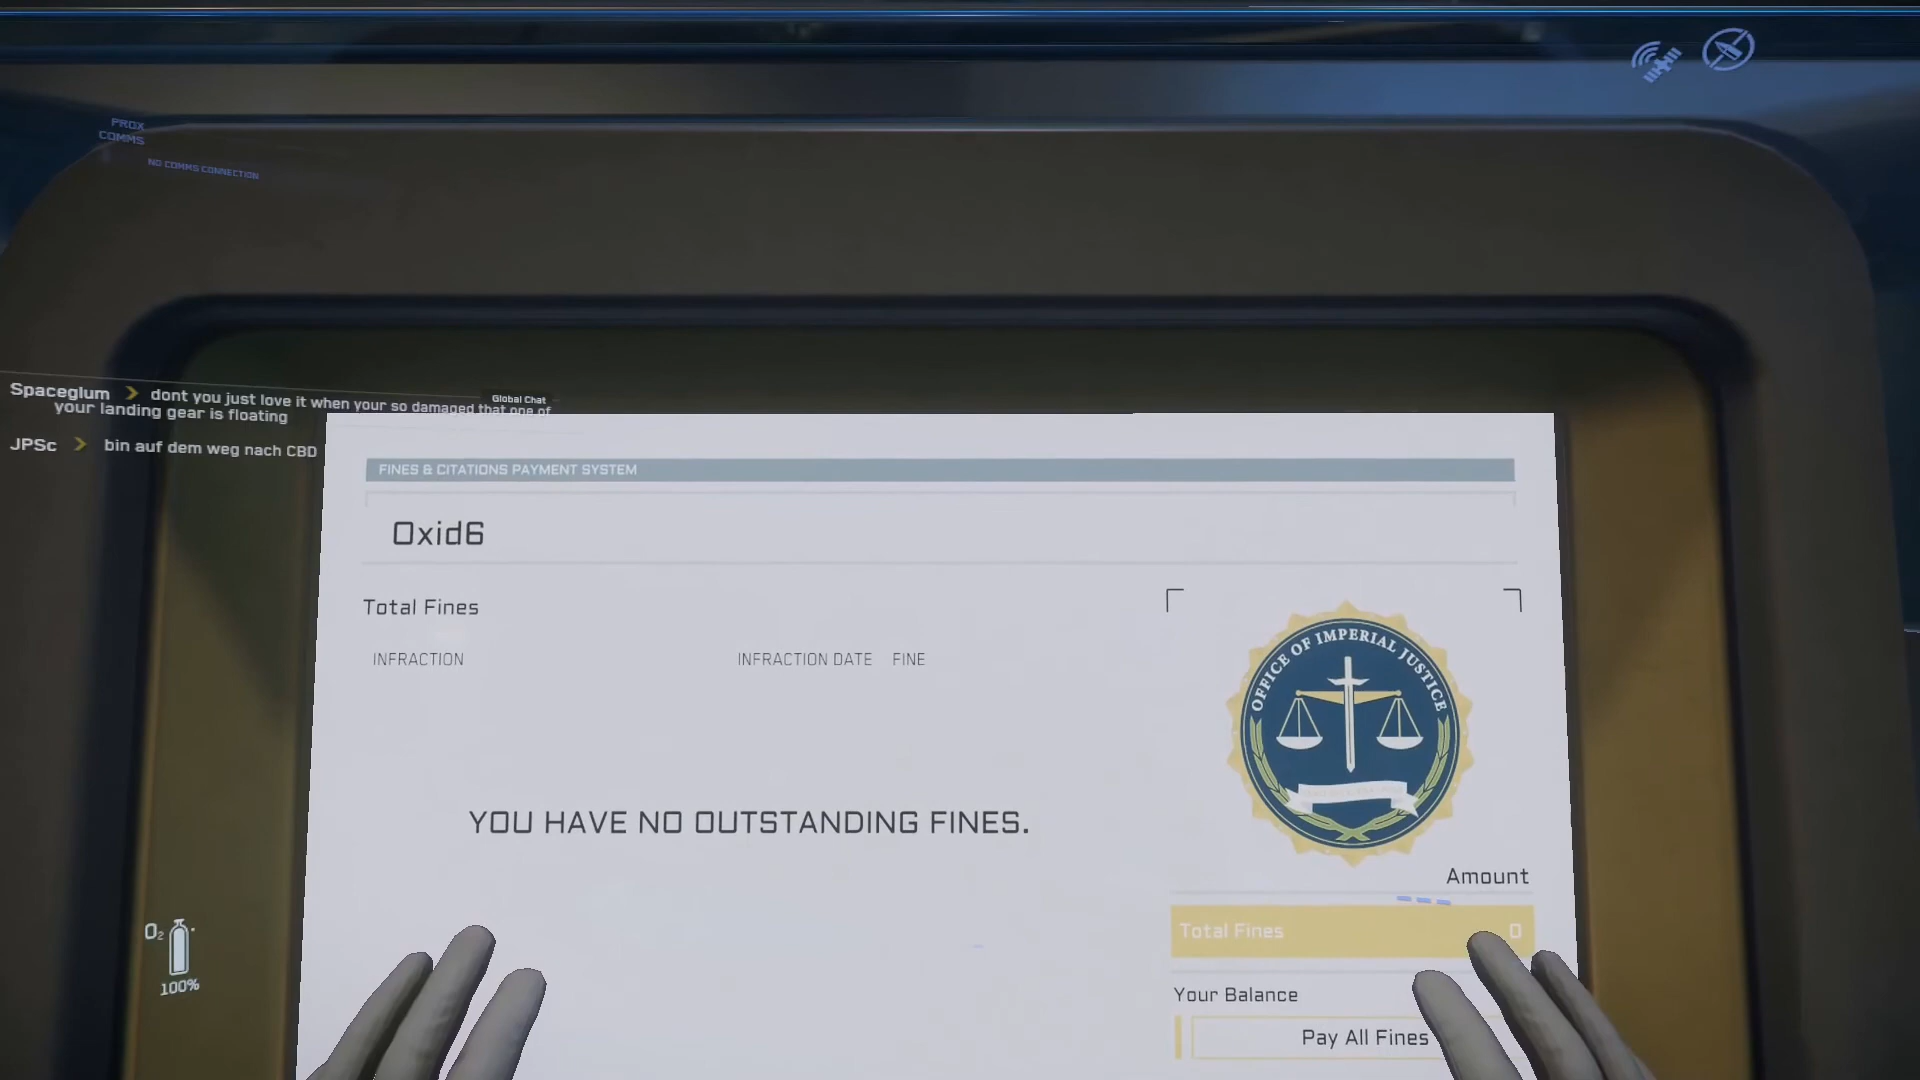 PROX
COMMS
NO COMMS CONNECTION
Global Chat
Spaceglum > dont you just love it when your so damaged that one of
your landing gear is floating
JPSc > bin auf dem weg nach CBD
FINES & CITATIONS PAYMENT SYSTEM
Oxid6
Total Fines
INFRACTION INFRACTION DATE FINE
OFFICE OF IMPERIAL JUSTICE
YOU HAVE NO OUTSTANDING FINES.
Amount
Total Fines 0
Your Balance
Pay All Fines
O₂
100%